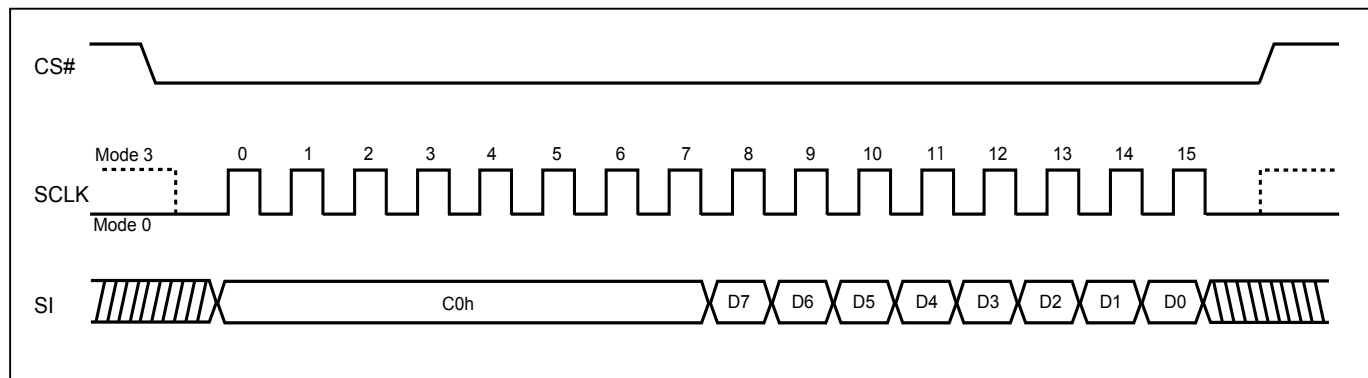 CS#
Mode 3
0 1 2 3 4 5 6 7 8 9 10 11 12 13 14 15
SCLK
Mode 0
SI
C0h
D7 D6 D5 D4 D3 D2 D1 D0